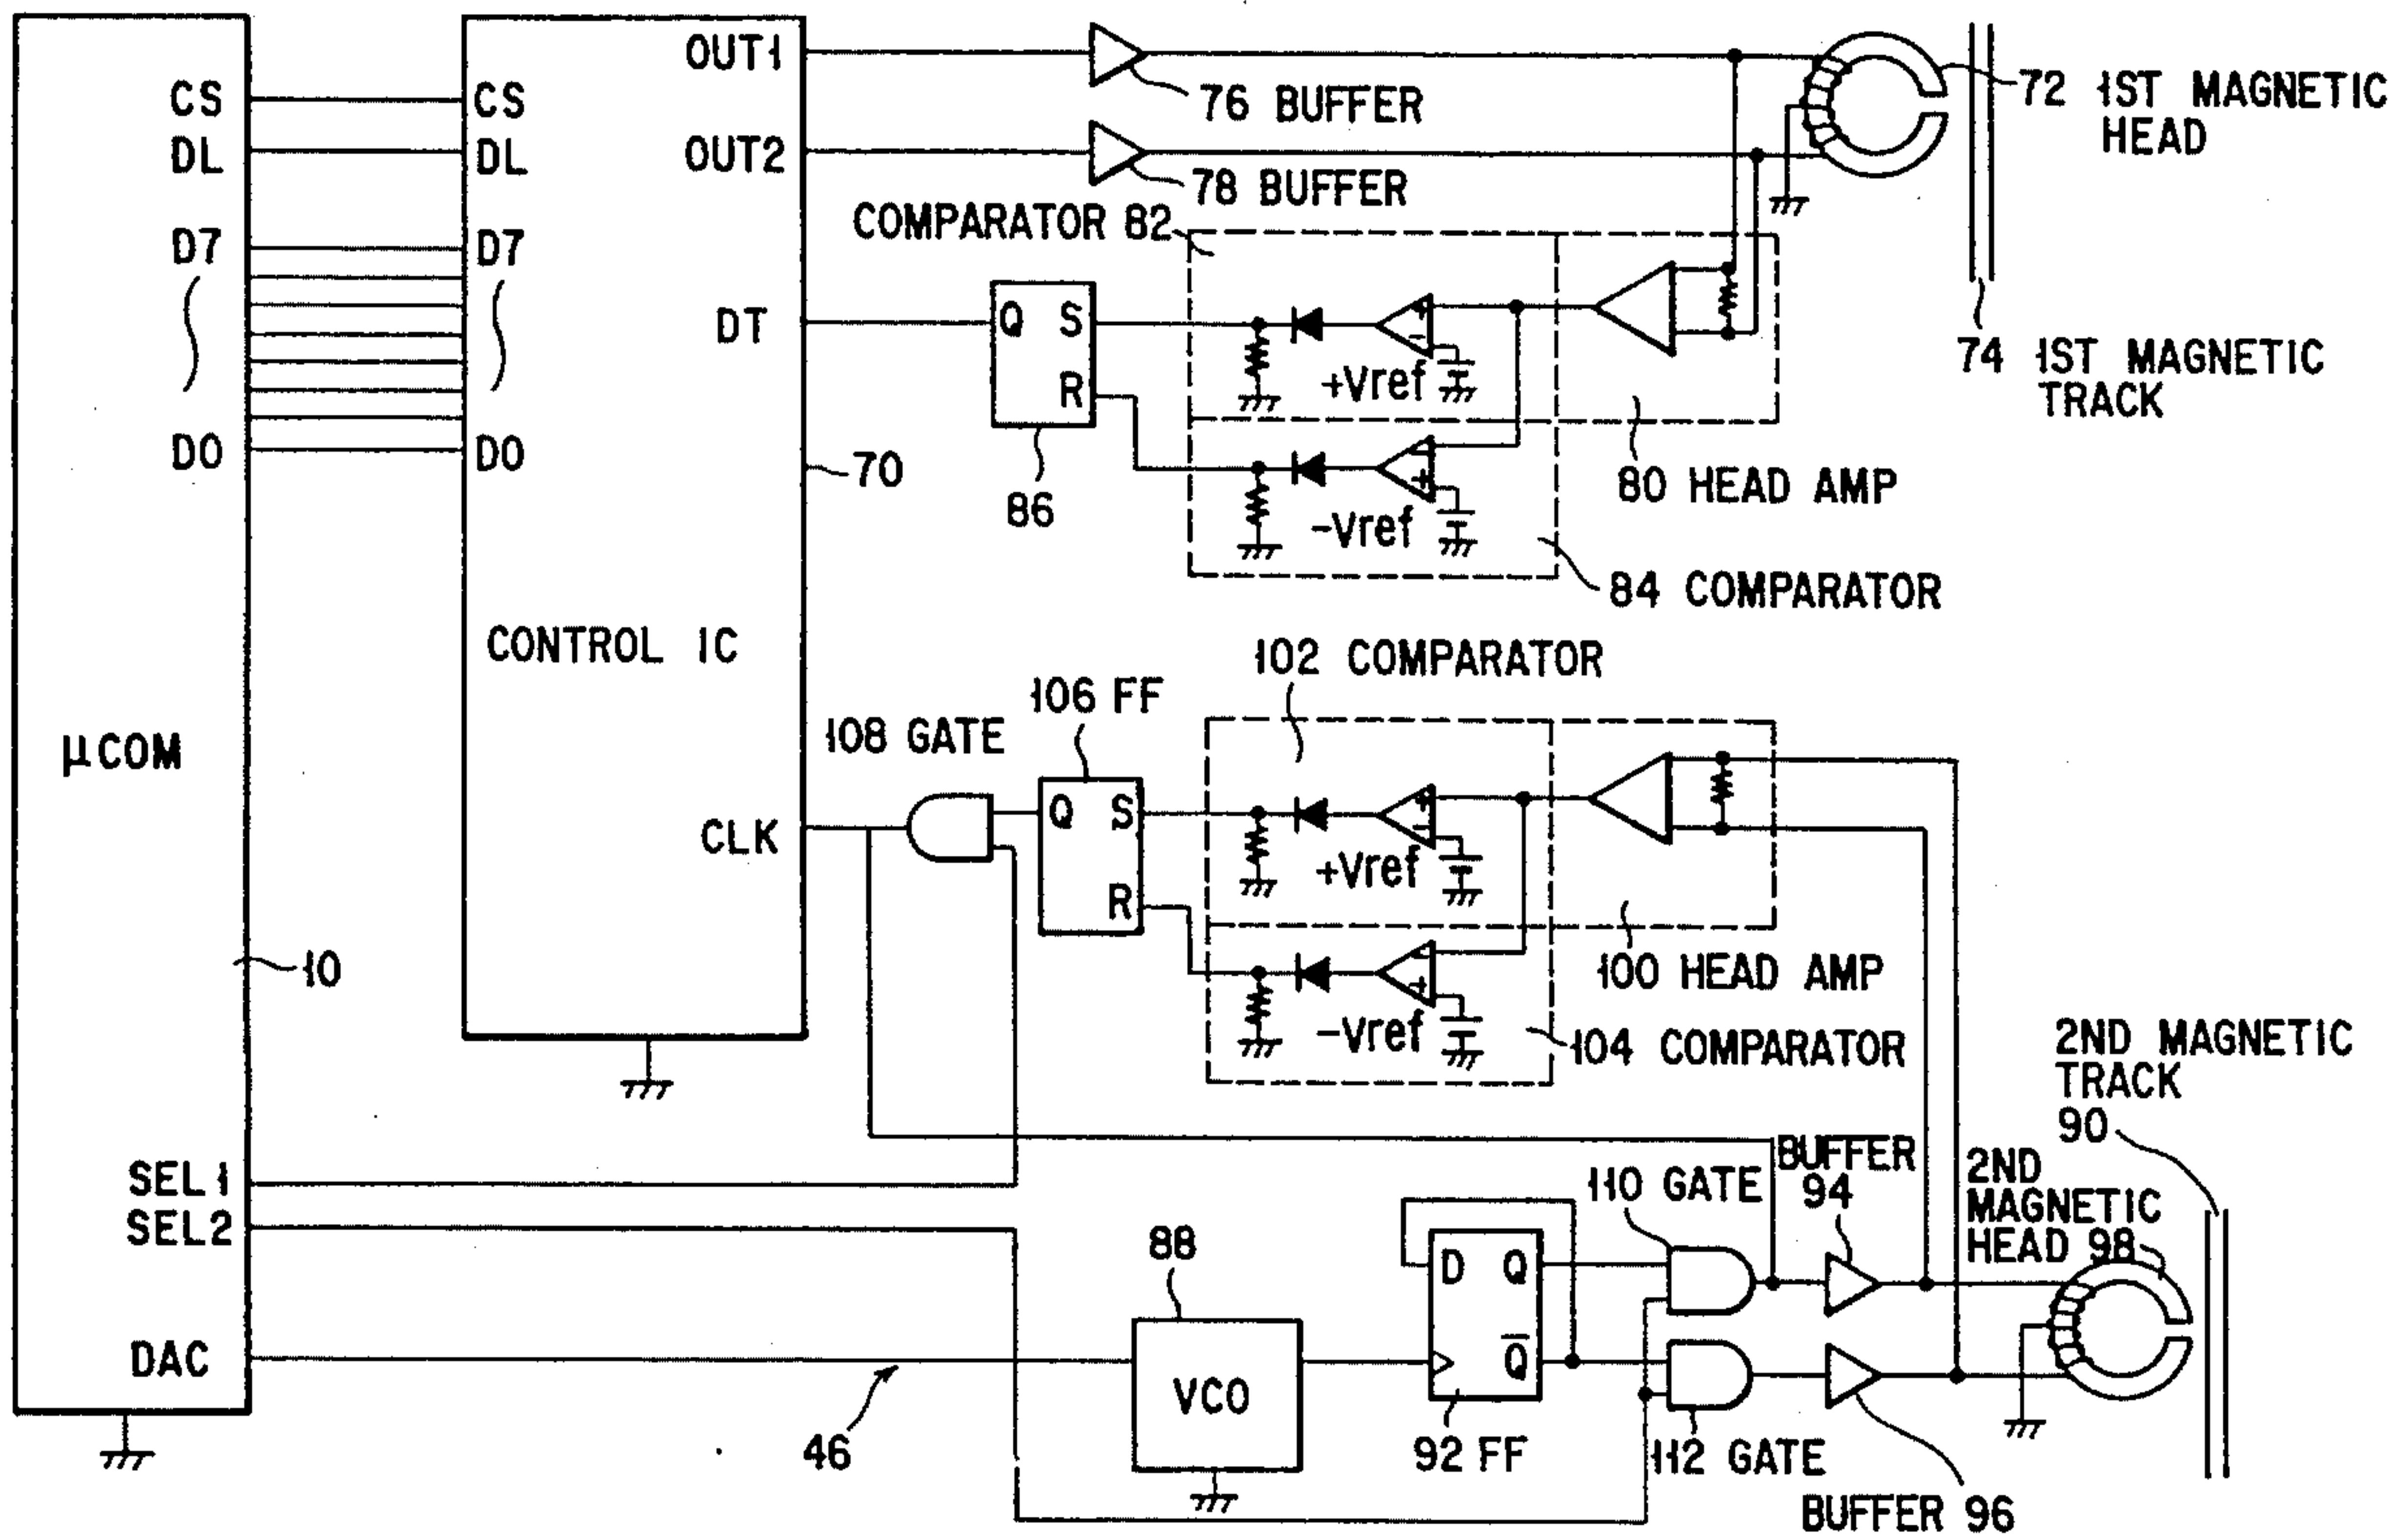 OUT1
CS
CS
76 BUFFER
72 1ST MAGNETIC
HEAD
DL
DL
OUT2
78 BUFFER
COMPARATOR 82
D7
D7
DT
Q
S
R
+
-
+Vref
74 1ST MAGNETIC
TRACK
D0
D0
70
86
-
+
-Vref
80 HEAD AMP
84 COMPARATOR
CONTROL IC
102 COMPARATOR
106 FF
108 GATE
μCOM
CLK
Q
S
R
+
-
+Vref
10
-
+
-Vref
100 HEAD AMP
104 COMPARATOR
2ND MAGNETIC
TRACK
90
SEL1
SEL2
110 GATE
BUFFER
94
2ND
MAGNETIC
HEAD 98
88
D
Q
Q̅
DAC
VCO
46
92 FF
112 GATE
BUFFER 96